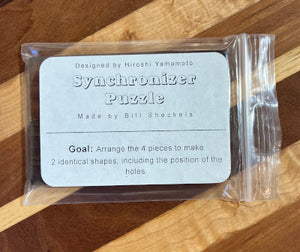 Designed by Hiroshi Yamamoto
Synchronizer
Puzzle
Made by Bill Sheckels
Goal: Arrange the 4 pieces to make
2 identical shapes, including the position of the
holes.